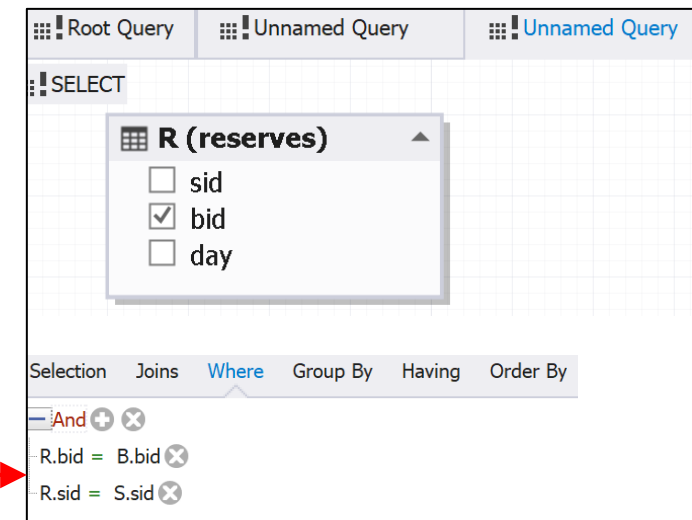 Root Query Unnamed Query Unnamed Query
SELECT
R (reserves)
sid
bid
day
Selection Joins Where Group By Having Order By
And
R.bid = B.bid
R.sid = S.sid